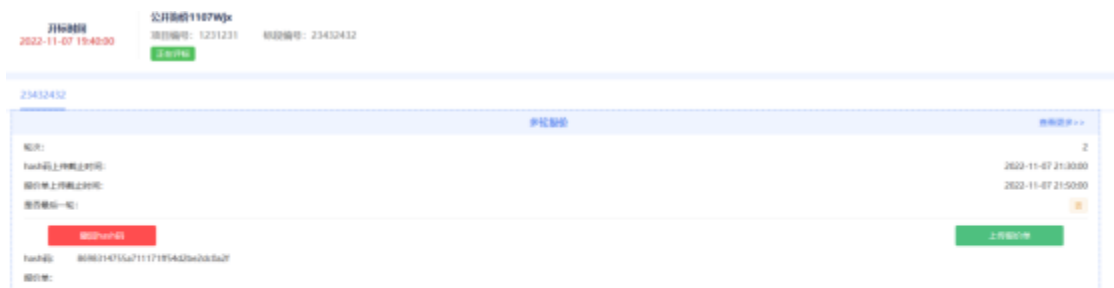 开标时间
2022-11-07 19:40:00
公开询价1107Wjx
项目编号：1231231 标段编号：23432432
正在评标
23432432
多轮报价
查看更多>>
轮次： 2
hash码上传截止时间： 2022-11-07 21:30:00
报价单上传截止时间： 2022-11-07 21:50:00
是否最后一轮：
hash码
上传报价单
hash码：
报价单：